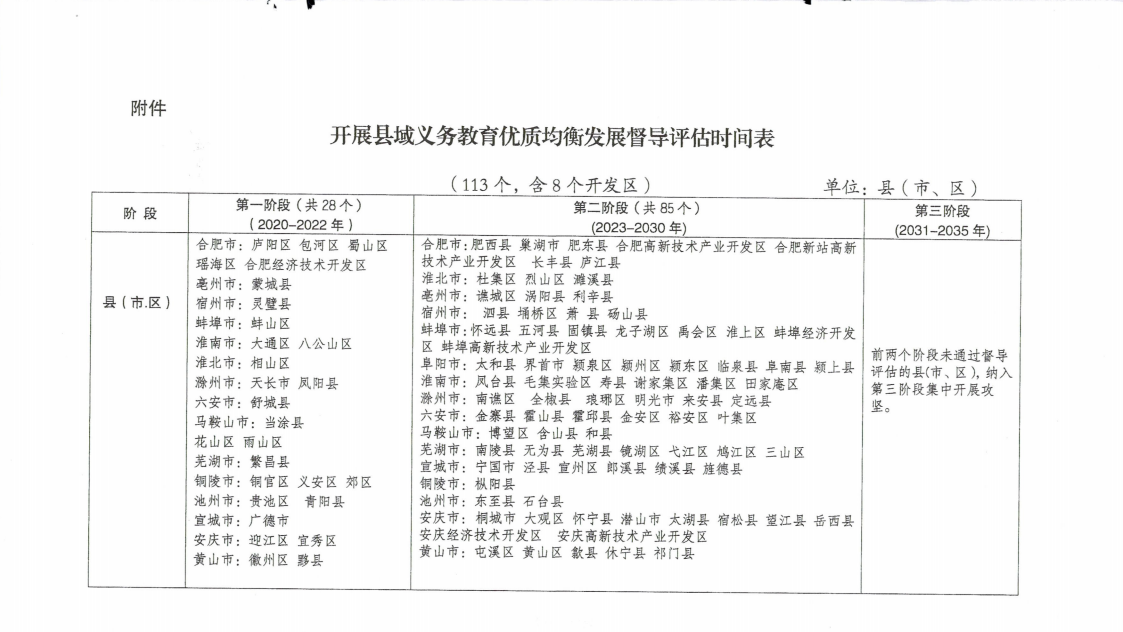 附件
开展县域义务教育优质均衡发展督导评估时间表
（113 个，含 8 个开发区）
单位：县（市、区）
阶 段
第一阶段（共 28 个）
（2020-2022 年）
第二阶段（共 85 个）
(2023-2030 年)
第三阶段
(2031-2035 年)
县（市.区）
合肥市：庐阳区 包河区 蜀山区
瑶海区 合肥经济技术开发区
亳州市：蒙城县
宿州市：灵璧县
蚌埠市：蚌山区
淮南市：大通区 八公山区
淮北市：相山区
滁州市：天长市 凤阳县
六安市：舒城县
马鞍山市：当涂县
花山区 雨山区
芜湖市：繁昌县
铜陵市：铜官区 义安区 郊区
池州市：贵池区 青阳县
宣城市：广德市
安庆市：迎江区 宜秀区
黄山市：徽州区 黟县
合肥市：肥西县 巢湖市 肥东县 合肥高新技术产业开发区 合肥新站高新
技术产业开发区 长丰县 庐江县
淮北市：杜集区 烈山区 濉溪县
亳州市：谯城区 涡阳县 利辛县
宿州市： 泗县 埇桥区 萧 县 砀山县
蚌埠市：怀远县 五河县 固镇县 龙子湖区 禹会区 淮上区 蚌埠经济开发
区 蚌埠高新技术产业开发区
阜阳市：太和县 界首市 颍泉区 颍州区 颍东区 临泉县 阜南县 颍上县
淮南市：凤台县 毛集实验区 寿县 谢家集区 潘集区 田家庵区
滁州市：南谯区 全椒县 琅琊区 明光市 来安县 定远县
六安市：金寨县 霍山县 霍邱县 金安区 裕安区 叶集区
马鞍山市：博望区 含山县 和县
芜湖市：南陵县 无为县 芜湖县 镜湖区 弋江区 鸠江区 三山区
宣城市：宁国市 泾县 宣州区 郎溪县 绩溪县 旌德县
铜陵市：枞阳县
池州市：东至县 石台县
安庆市：桐城市 大观区 怀宁县 潜山市 太湖县 宿松县 望江县 岳西县
安庆经济技术开发区 安庆高新技术产业开发区
黄山市：屯溪区 黄山区 歙县 休宁县 祁门县
前两个阶段未通过督导
评估的县(市、区)，纳入
第三阶段集中开展攻
坚。